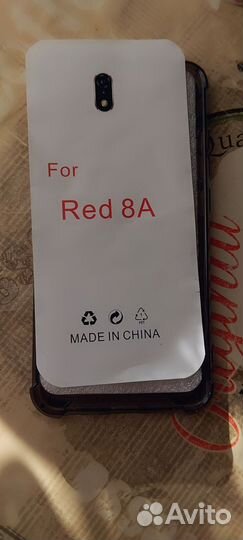 For
Red 8A
MADE IN CHINA
Avito